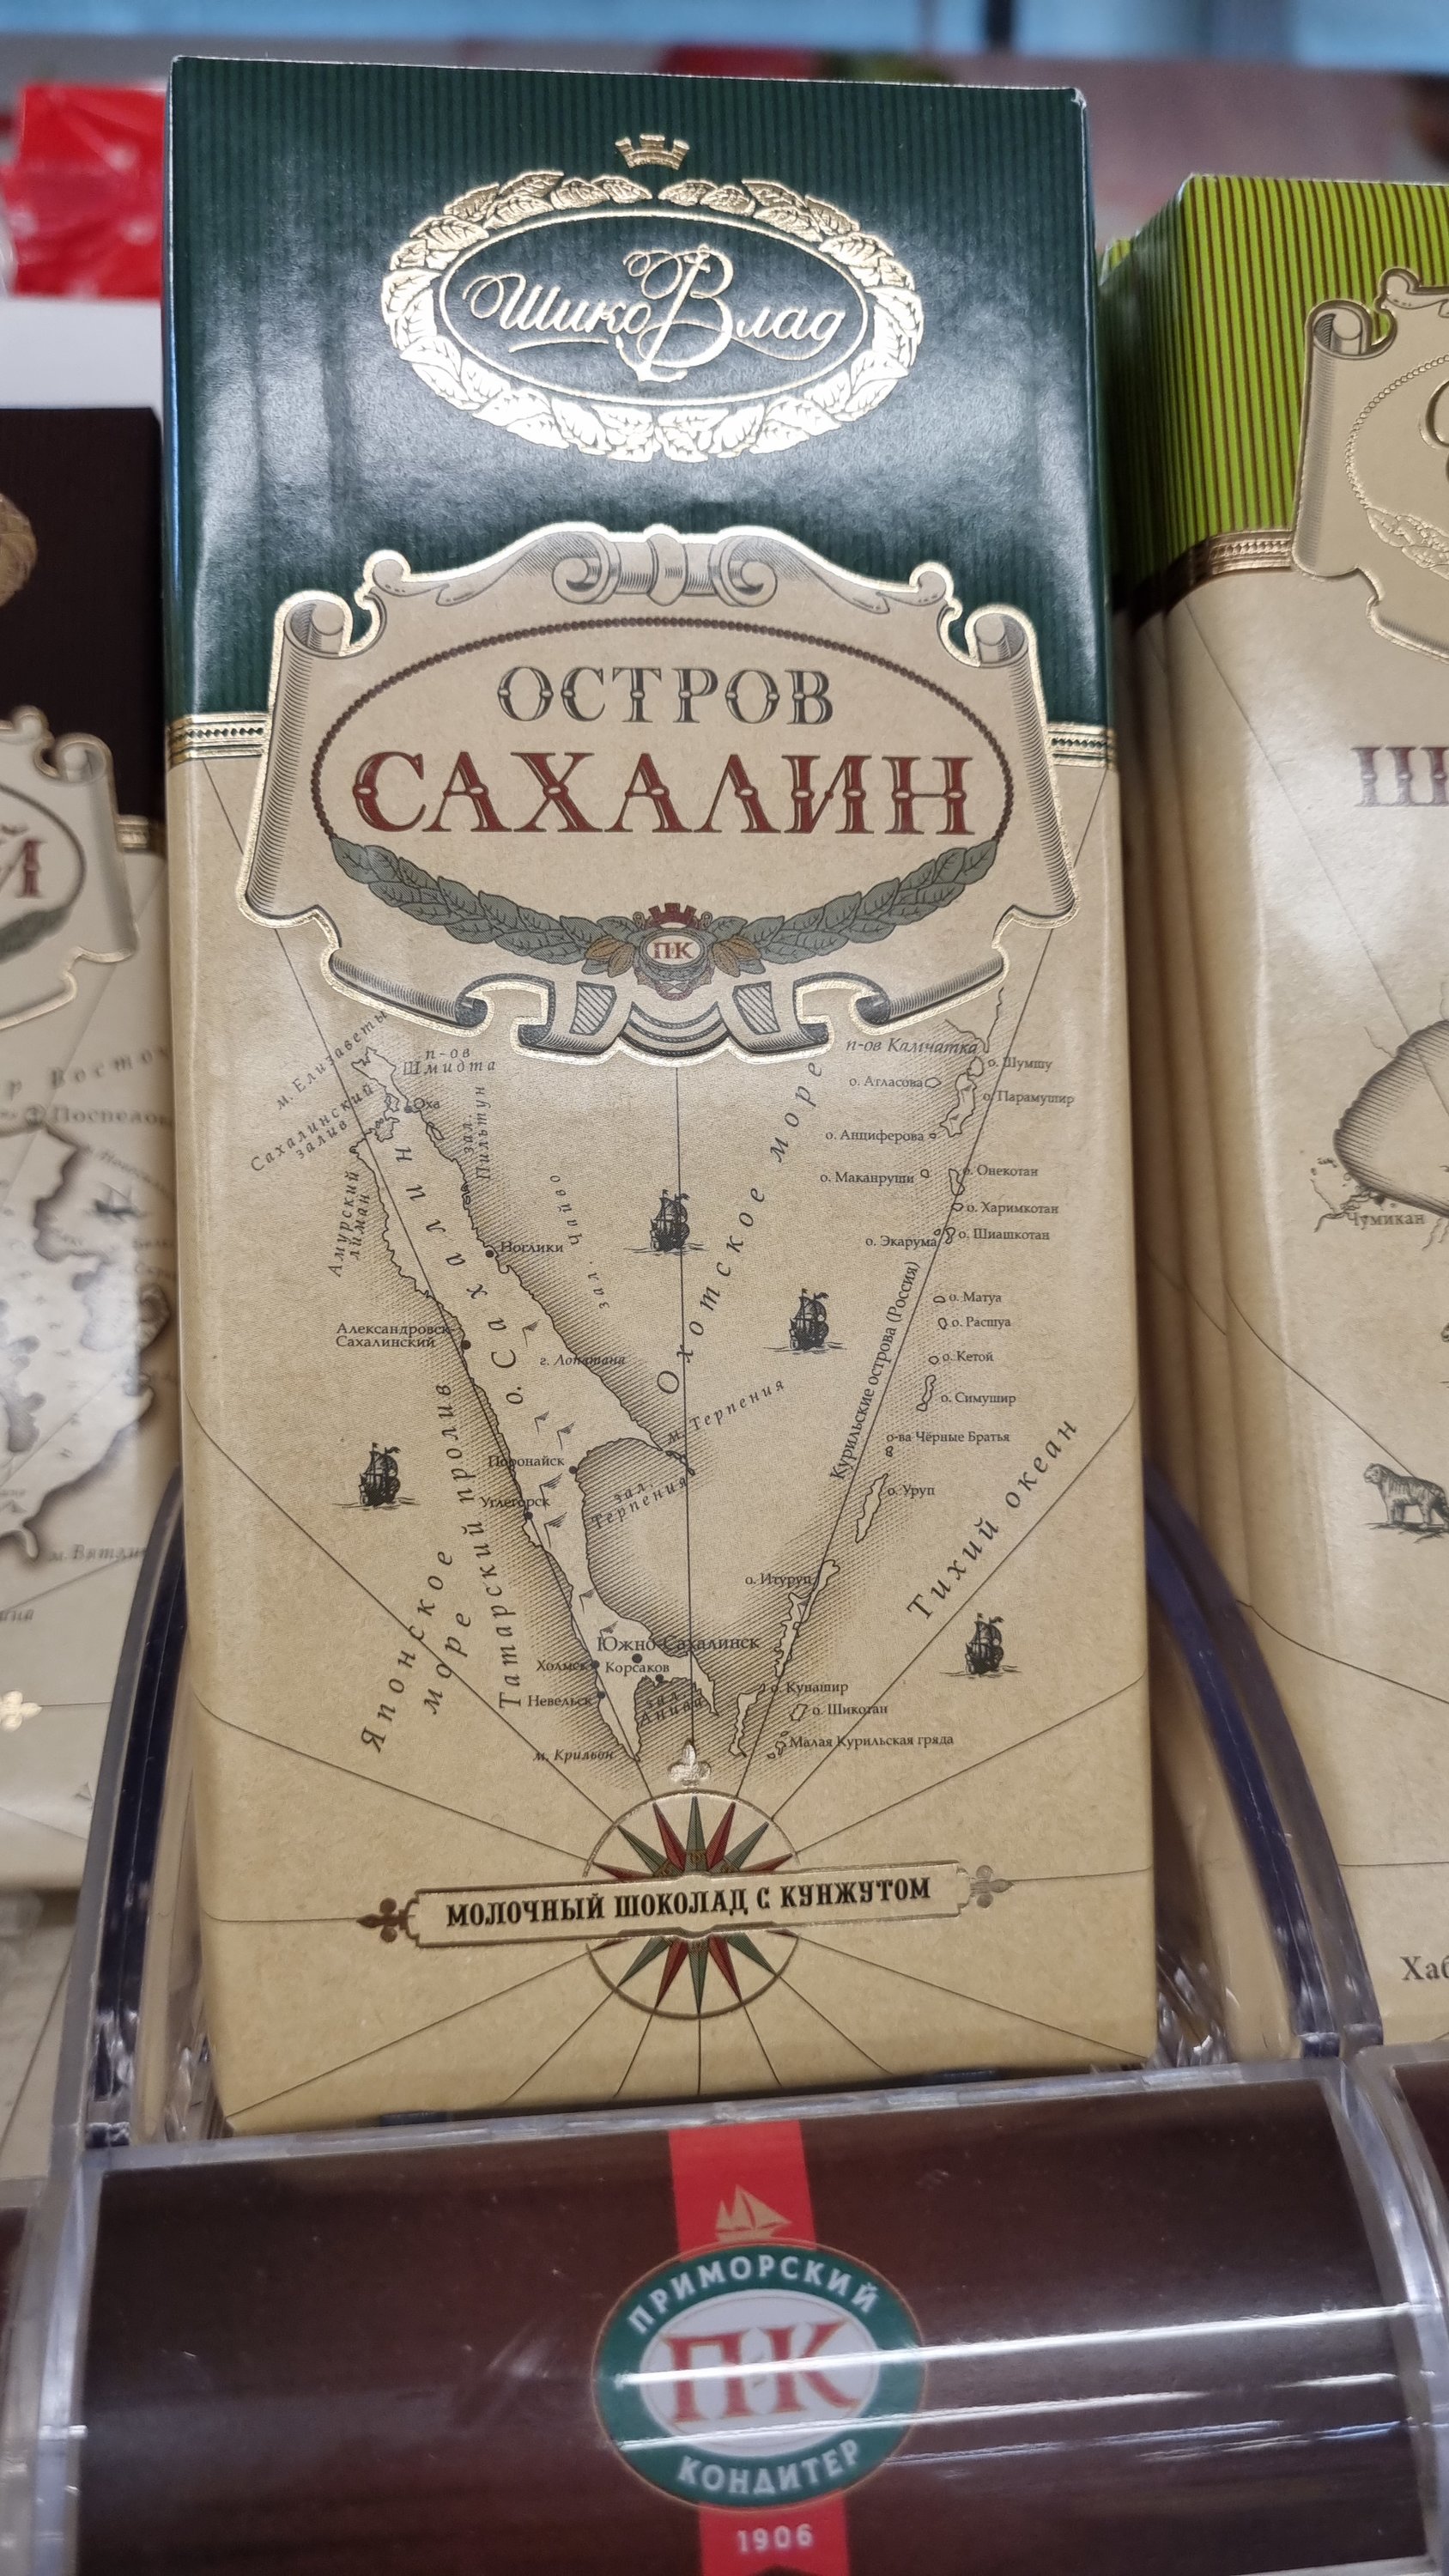 ШикоВлад
ОСТРОВ
САХАЛИН
ПК
м. Елизаветы
п-ов
Шмидта
Сахалинский
залив
Оха
зал.
Пильтун
Амурский
лиман
Ноглики
зал. Чайво
о. Сахалин
Александровск-
Сахалинский
г. Лопатина
Охотское море
п-ов Камчатка
о. Шумшу
о. Атласова
о. Парамушир
о. Анциферова
о. Маканруши
о. Онекотан
о. Харимкотан
о. Экарума
о. Шиашкотан
Курильские острова (Россия)
о. Матуа
о. Расшуа
о. Кетой
о. Симушир
о-ва Чёрные Братья
о. Уруп
м. Терпения
Поронайск
зал.
Терпения
Углегорск
Татарский пролив
Японское
море
Тихий океан
о. Итуруп
Южно-Сахалинск
Холмск
Корсаков
Невельск
зал.
Анива
о. Кунашир
о. Шикотан
Малая Курильская гряда
м. Крильон
МОЛОЧНЫЙ ШОКОЛАД С КУНЖУТОМ
Поспелов
Чумикан
ПРИМОРСКИЙ
ПК
КОНДИТЕР
1906